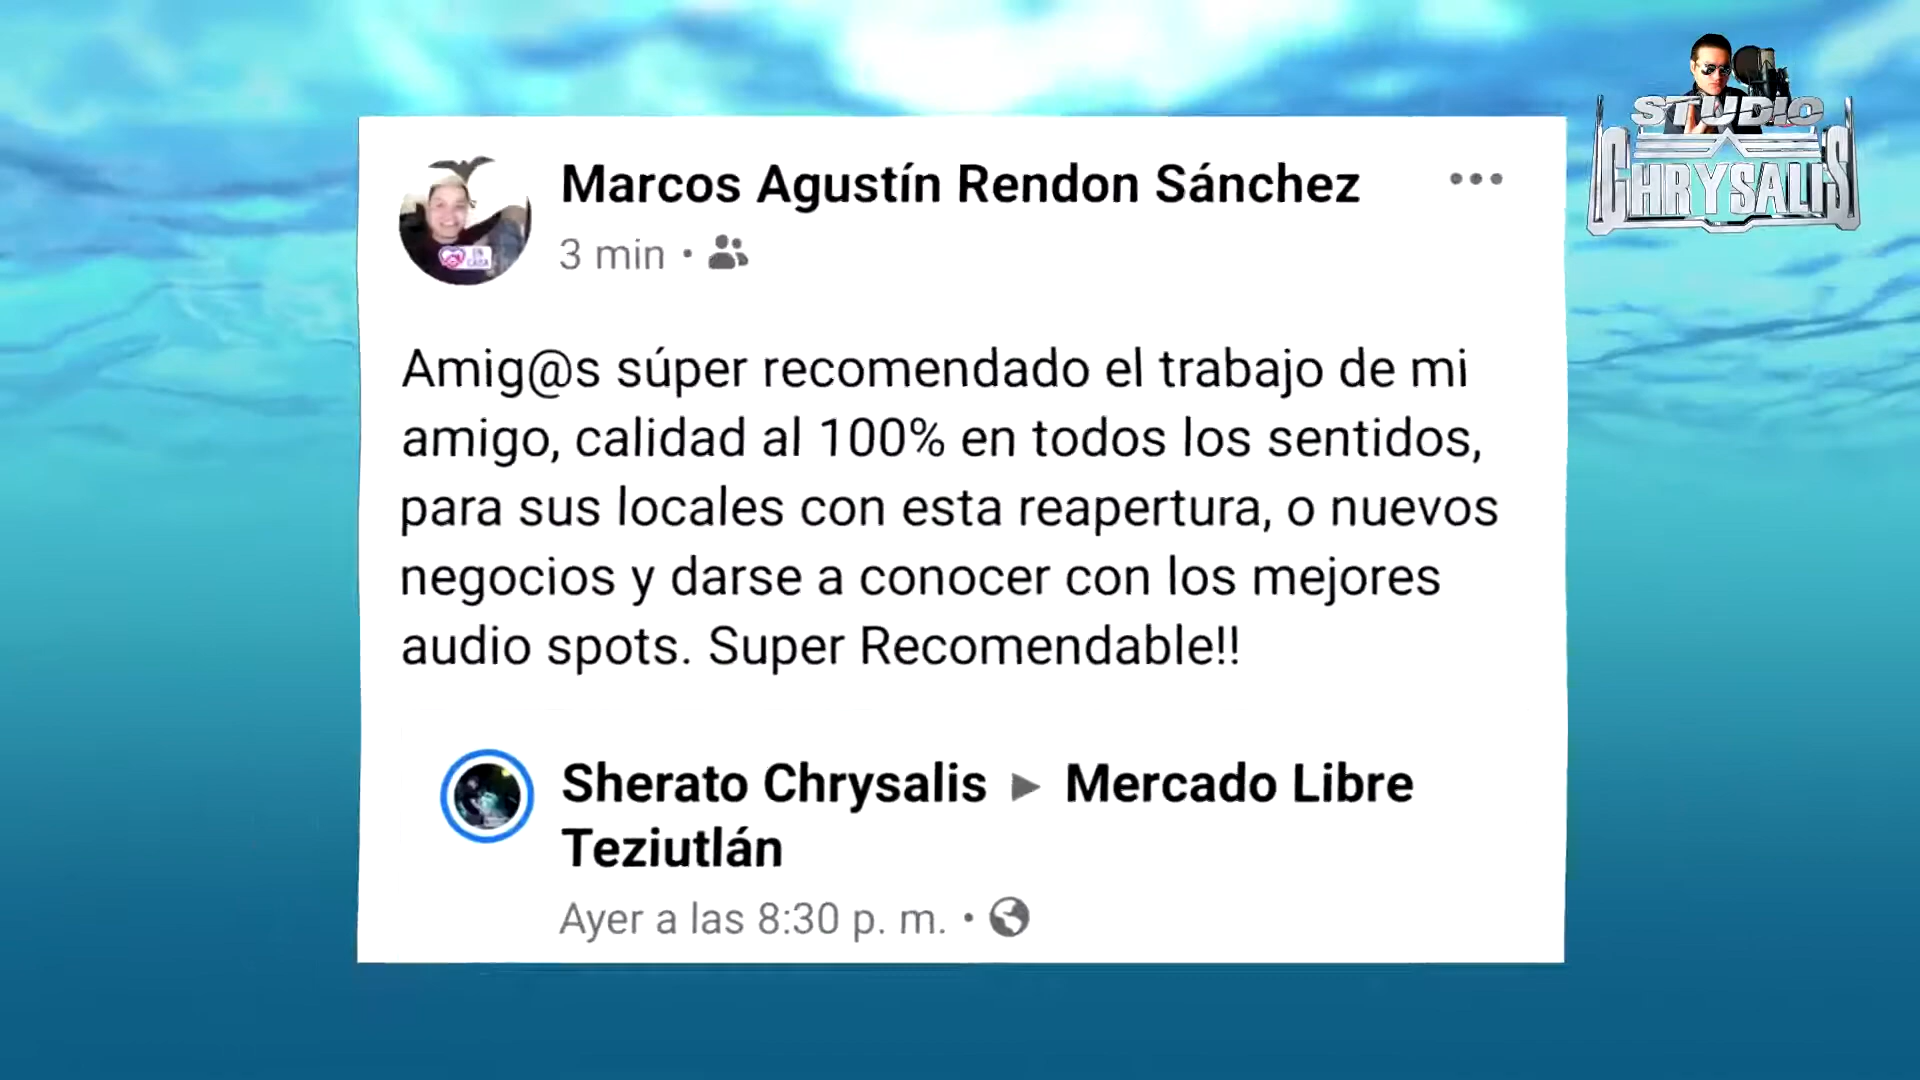 STUDIO
CHRYSALIS
Marcos Agustín Rendon Sánchez
3 min
Amig@s súper recomendado el trabajo de mi
amigo, calidad al 100% en todos los sentidos,
para sus locales con esta reapertura, o nuevos
negocios y darse a conocer con los mejores
audio spots. Super Recomendable!!
Sherato Chrysalis ▸ Mercado Libre
Teziutlán
Ayer a las 8:30 p. m.